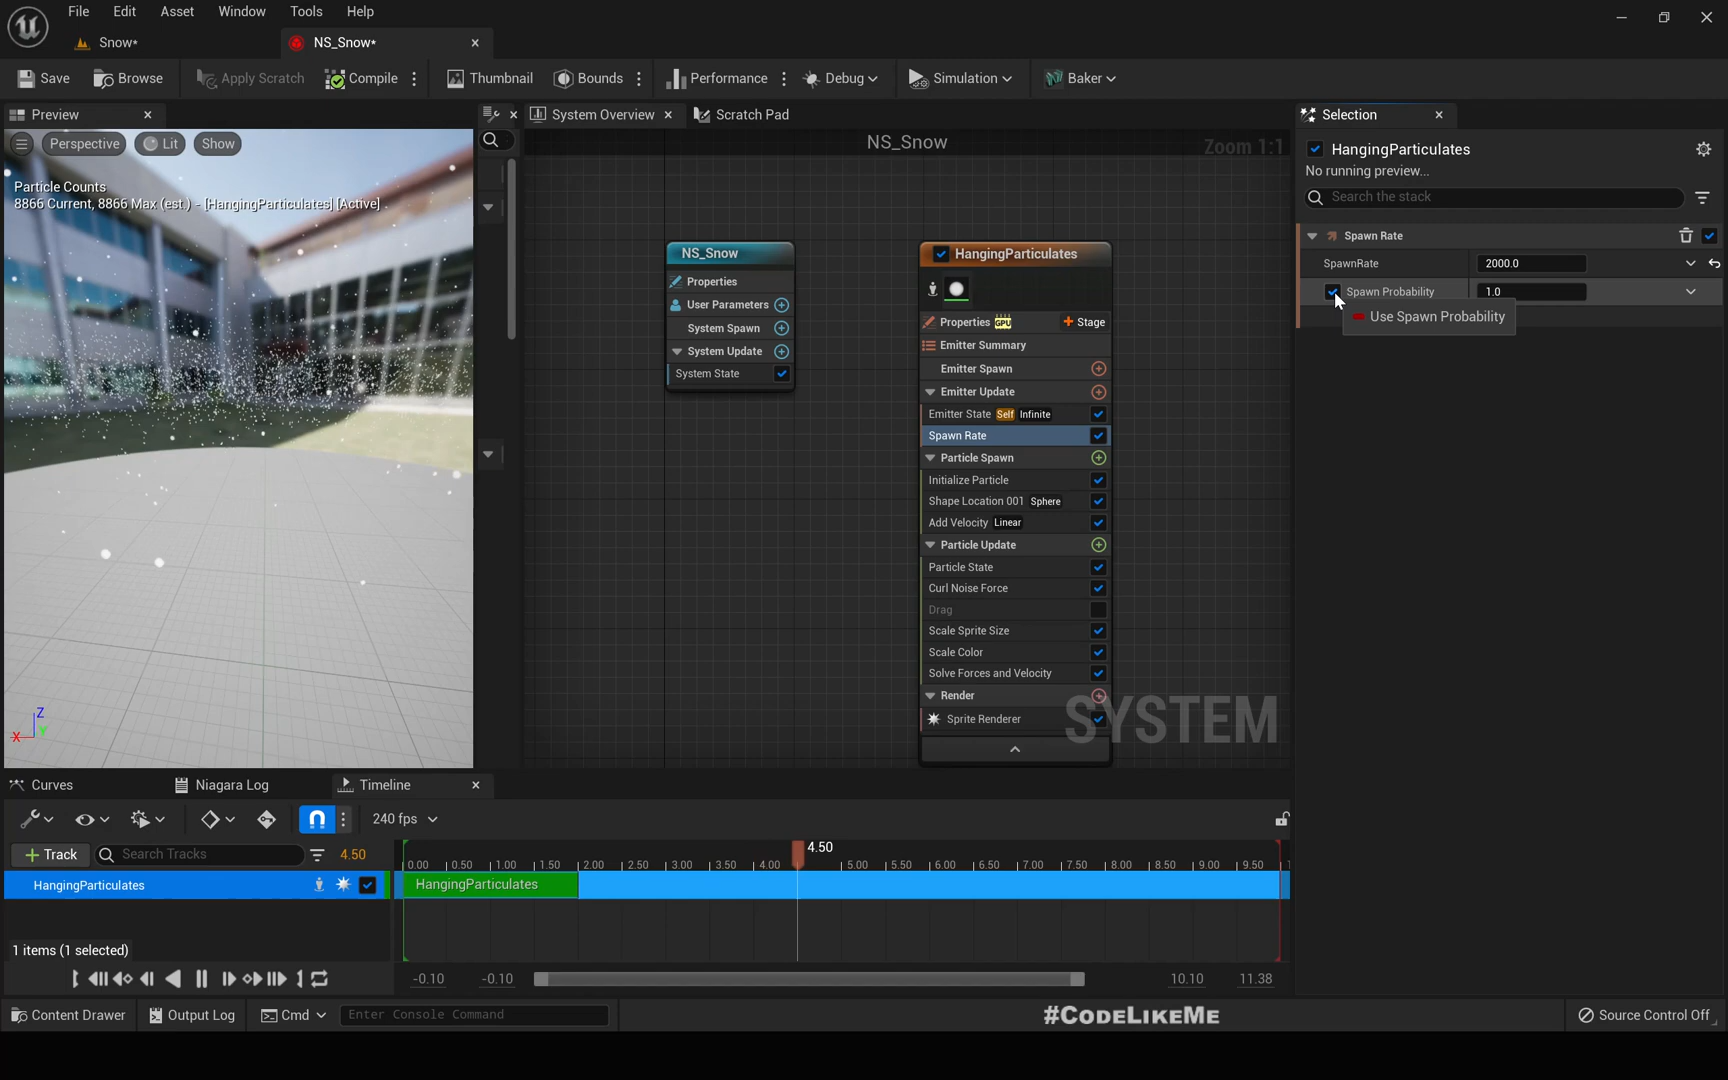 File Edit Asset Window Tools Help
Snow*
NS_Snow*
Save Browse Apply Scratch Compile Thumbnail Bounds Performance Debug Simulation Baker
Preview
System Overview Scratch Pad
Selection
Perspective Lit Show
NS_Snow
Zoom 1:1
HangingParticulates
No running preview...
Search the stack
Particle Counts
8866 Current, 8866 Max (est.) - [HangingParticulates] [Active]
Spawn Rate
SpawnRate 2000.0
Spawn Probability 1.0
Use Spawn Probability
NS_Snow
Properties
User Parameters
System Spawn
System Update
System State
HangingParticulates
Properties GPU Stage
Emitter Summary
Emitter Spawn
Emitter Update
Emitter State Self Infinite
Spawn Rate
Particle Spawn
Initialize Particle
Shape Location 001 Sphere
Add Velocity Linear
Particle Update
Particle State
Curl Noise Force
Drag
Scale Sprite Size
Scale Color
Solve Forces and Velocity
Render
Sprite Renderer
SYSTEM
Z
X
Y
Curves Niagara Log Timeline
240 fps
Track Search Tracks 4.50
4.50
0.00 0.50 1.00 1.50 2.00 2.50 3.00 3.50 4.00 5.00 5.50 6.00 6.50 7.00 7.50 8.00 8.50 9.00 9.50
HangingParticulates
HangingParticulates
1 items (1 selected)
-0.10 -0.10 10.10 11.38
Content Drawer Output Log Cmd Enter Console Command
#CodeLikeMe
Source Control Off